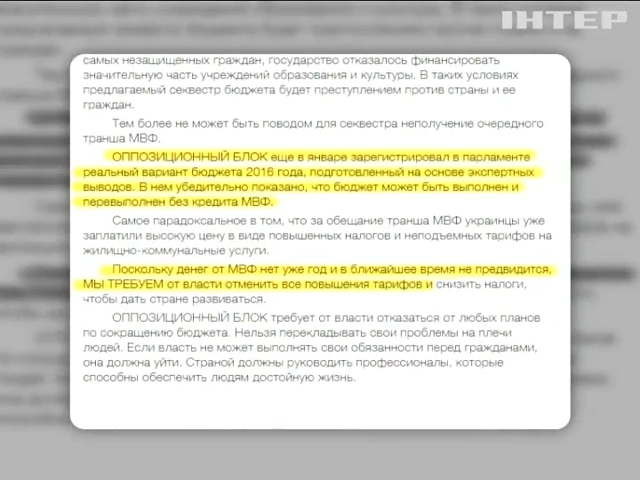 ІНТЕР
самых незащищенных граждан, государство отказалось финансировать
значительную часть учреждений образования и культуры. В таких условиях
предлагаемый секвестр бюджета будет преступлением против страны и ее
граждан.
Тем более не может быть поводом для секвестра неполучение очередного
транша МВФ.
ОППОЗИЦИОННЫЙ БЛОК еще в январе зарегистрировал в парламенте
реальный вариант бюджета 2016 года, подготовленный на основе экспертных
выводов. В нем убедительно показано, что бюджет может быть выполнен и
перевыполнен без кредита МВФ.
Самое парадоксальное в том, что за обещание транша МВФ украинцы уже
заплатили высокую цену в виде повышенных налогов и неподъемных тарифов на
жилищно-коммунальные услуги.
Поскольку денег от МВФ нет уже год и в ближайшее время не предвидится,
МЫ ТРЕБУЕМ от власти отменить все повышения тарифов и снизить налоги,
чтобы дать стране развиваться.
ОППОЗИЦИОННЫЙ БЛОК требует от власти отказаться от любых планов
по сокращению бюджета. Нельзя перекладывать свои проблемы на плечи
людей. Если власть не может выполнять свои обязанности перед гражданами,
она должна уйти. Страной должны руководить профессионалы, которые
способны обеспечить людям достойную жизнь.